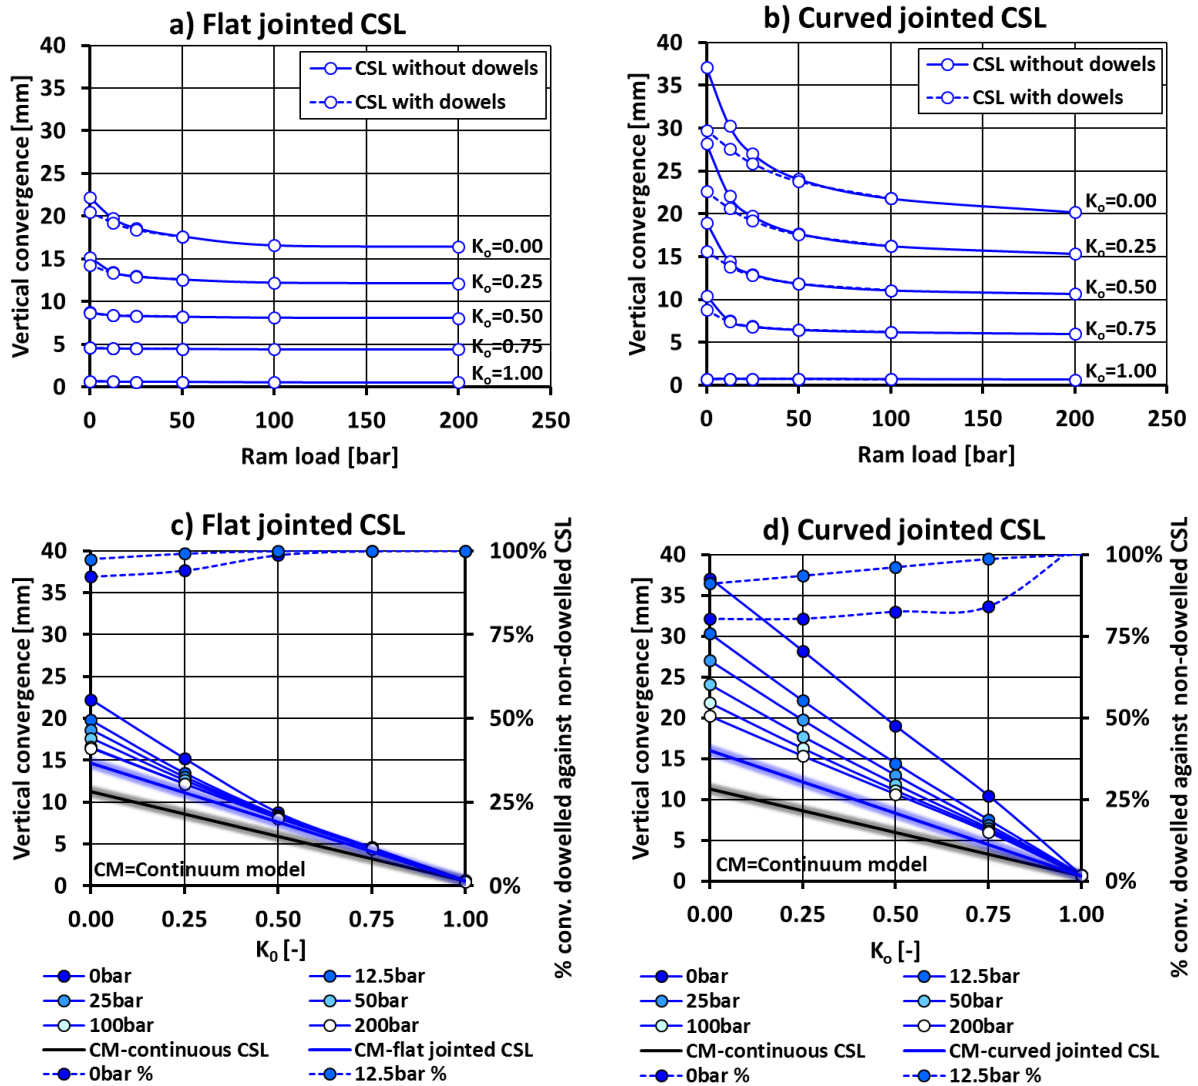 a) Flat jointed CSL
Vertical convergence [mm]
40
35
30
25
20
15
10
5
0
CSL without dowels
CSL with dowels
Ko=0.00
Ko=0.25
Ko=0.50
Ko=0.75
Ko=1.00
0 50 100 150 200 250
Ram load [bar]
b) Curved jointed CSL
Vertical convergence [mm]
40
35
30
25
20
15
10
5
0
CSL without dowels
CSL with dowels
Ko=0.00
Ko=0.25
Ko=0.50
Ko=0.75
Ko=1.00
0 50 100 150 200 250
Ram load [bar]
c) Flat jointed CSL
Vertical convergence [mm]
40
35
30
25
20
15
10
5
0
100%
75%
50%
25%
0%
% conv. dowelled against non-dowelled CSL
CM=Continuum model
0.00 0.25 0.50 0.75 1.00
K0 [-]
0bar
12.5bar
25bar
50bar
100bar
200bar
CM-continuous CSL
CM-flat jointed CSL
0bar %
12.5bar %
d) Curved jointed CSL
Vertical convergence [mm]
40
35
30
25
20
15
10
5
0
100%
75%
50%
25%
0%
% conv. dowelled against non-dowelled CSL
CM=Continuum model
0.00 0.25 0.50 0.75 1.00
Ko [-]
0bar
12.5bar
25bar
50bar
100bar
200bar
CM-continuous CSL
CM-curved jointed CSL
0bar %
12.5bar %